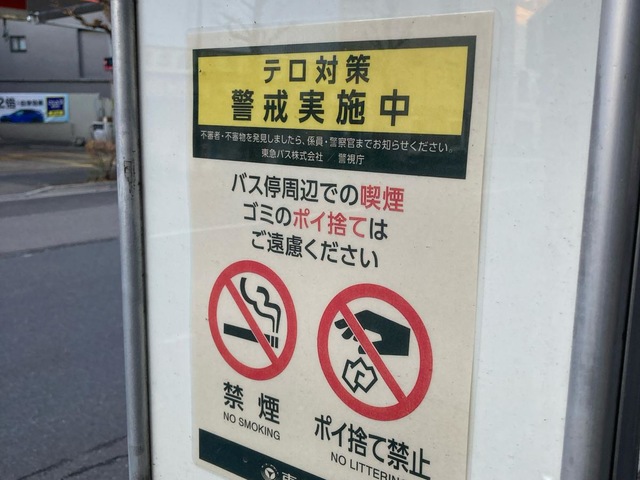 テロ対策
警戒実施中
不審者・不審物を発見しましたら、係員・警察官までお知らせください。
東急バス株式会社 警視庁
バス停周辺での喫煙
ゴミのポイ捨ては
ご遠慮ください
禁煙
NO SMOKING
ポイ捨て禁止
NO LITTERING